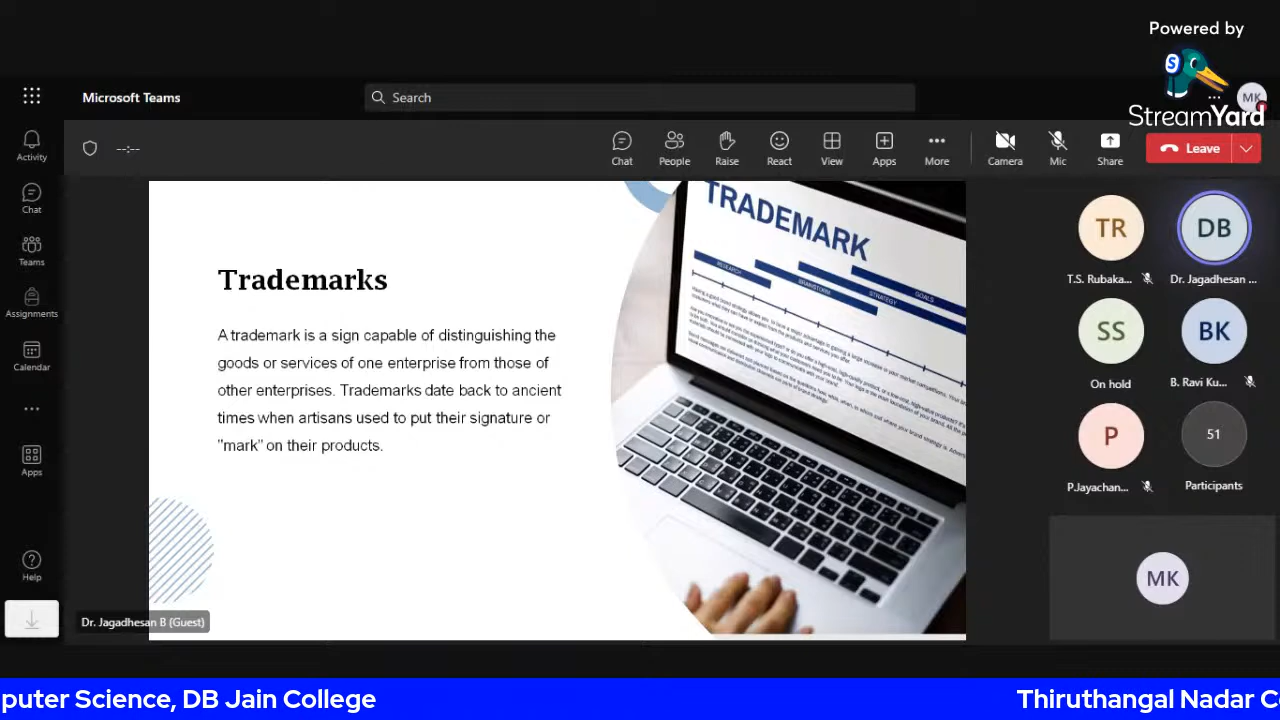 Powered by
StreamYard
Microsoft Teams
Search
MK
Activity
Chat
Teams
Assignments
Calendar
Apps
Help
--:--
Chat
People
Raise
React
View
Apps
More
Camera
Mic
Share
Leave
Trademarks
A trademark is a sign capable of distinguishing the
goods or services of one enterprise from those of
other enterprises. Trademarks date back to ancient
times when artisans used to put their signature or
"mark" on their products.
TRADEMARK
RESEARCH
BRAINSTORM
STRATEGY
GOALS
TR
T.S. Rubaka...
DB
Dr. Jagadhesan ...
SS
On hold
BK
B. Ravi Ku...
P
P.Jayachan...
51
Participants
MK
Dr. Jagadhesan B (Guest)
puter Science, DB Jain College
Thiruthangal Nadar C